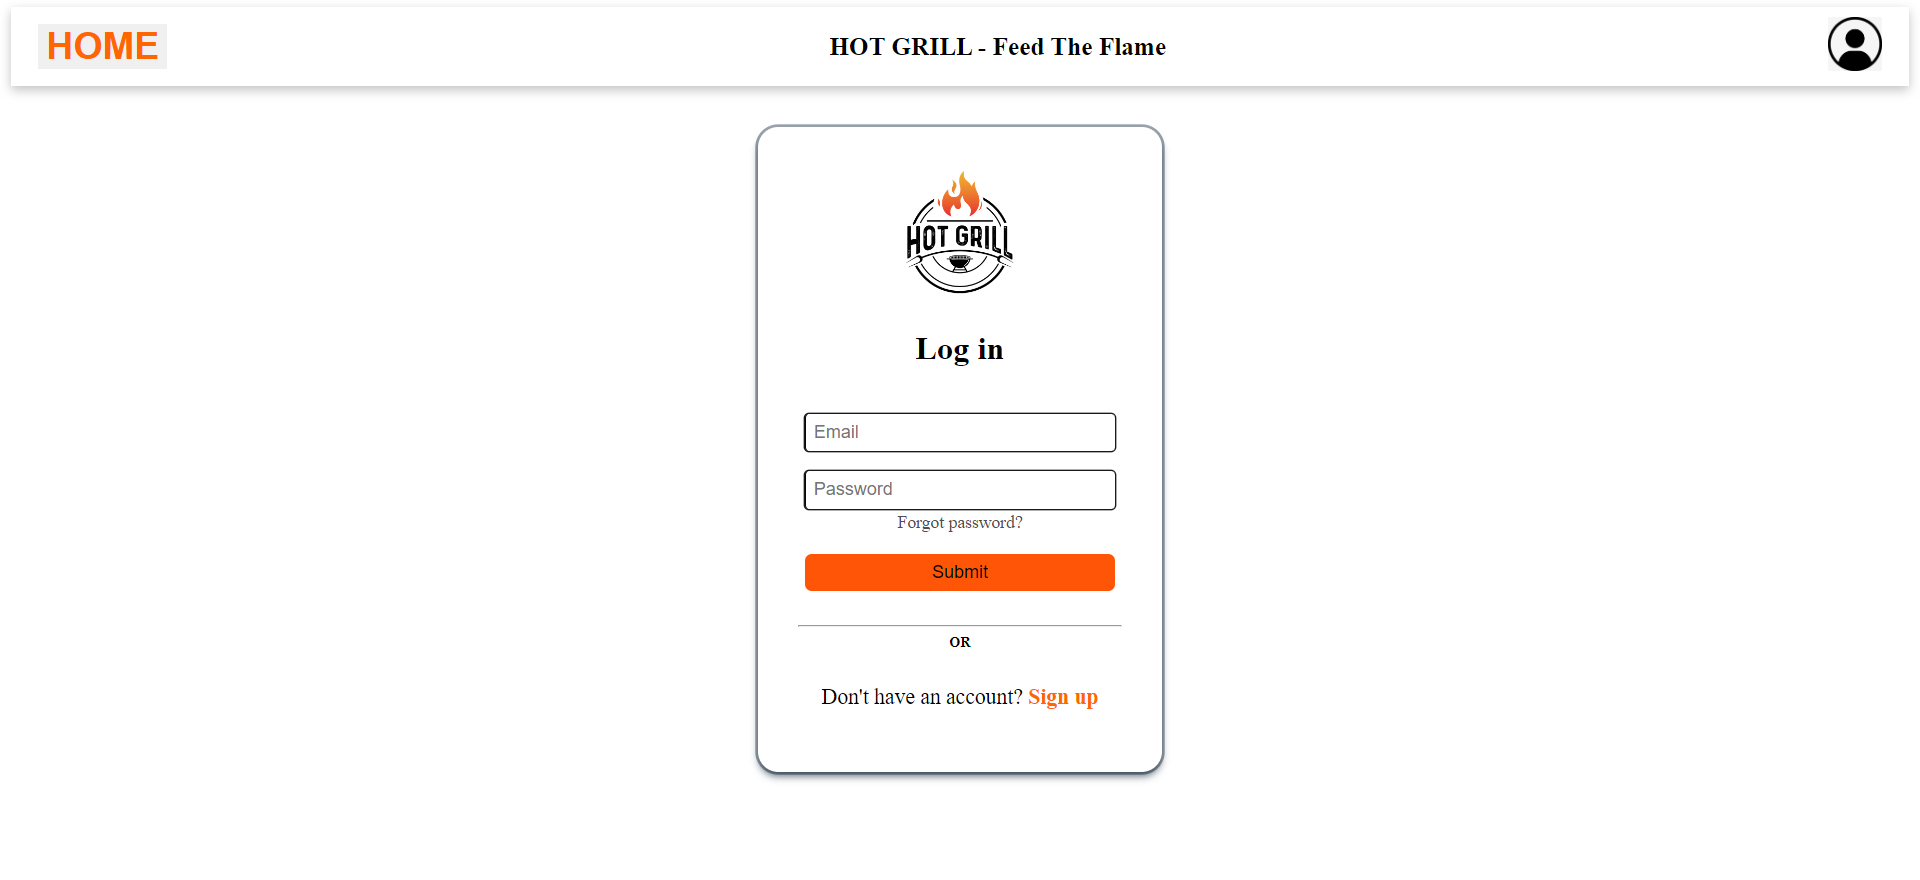 HOME
HOT GRILL - Feed The Flame
HOT GRILL
Log in
Email
Password
Forgot password?
Submit
OR
Don't have an account? Sign up